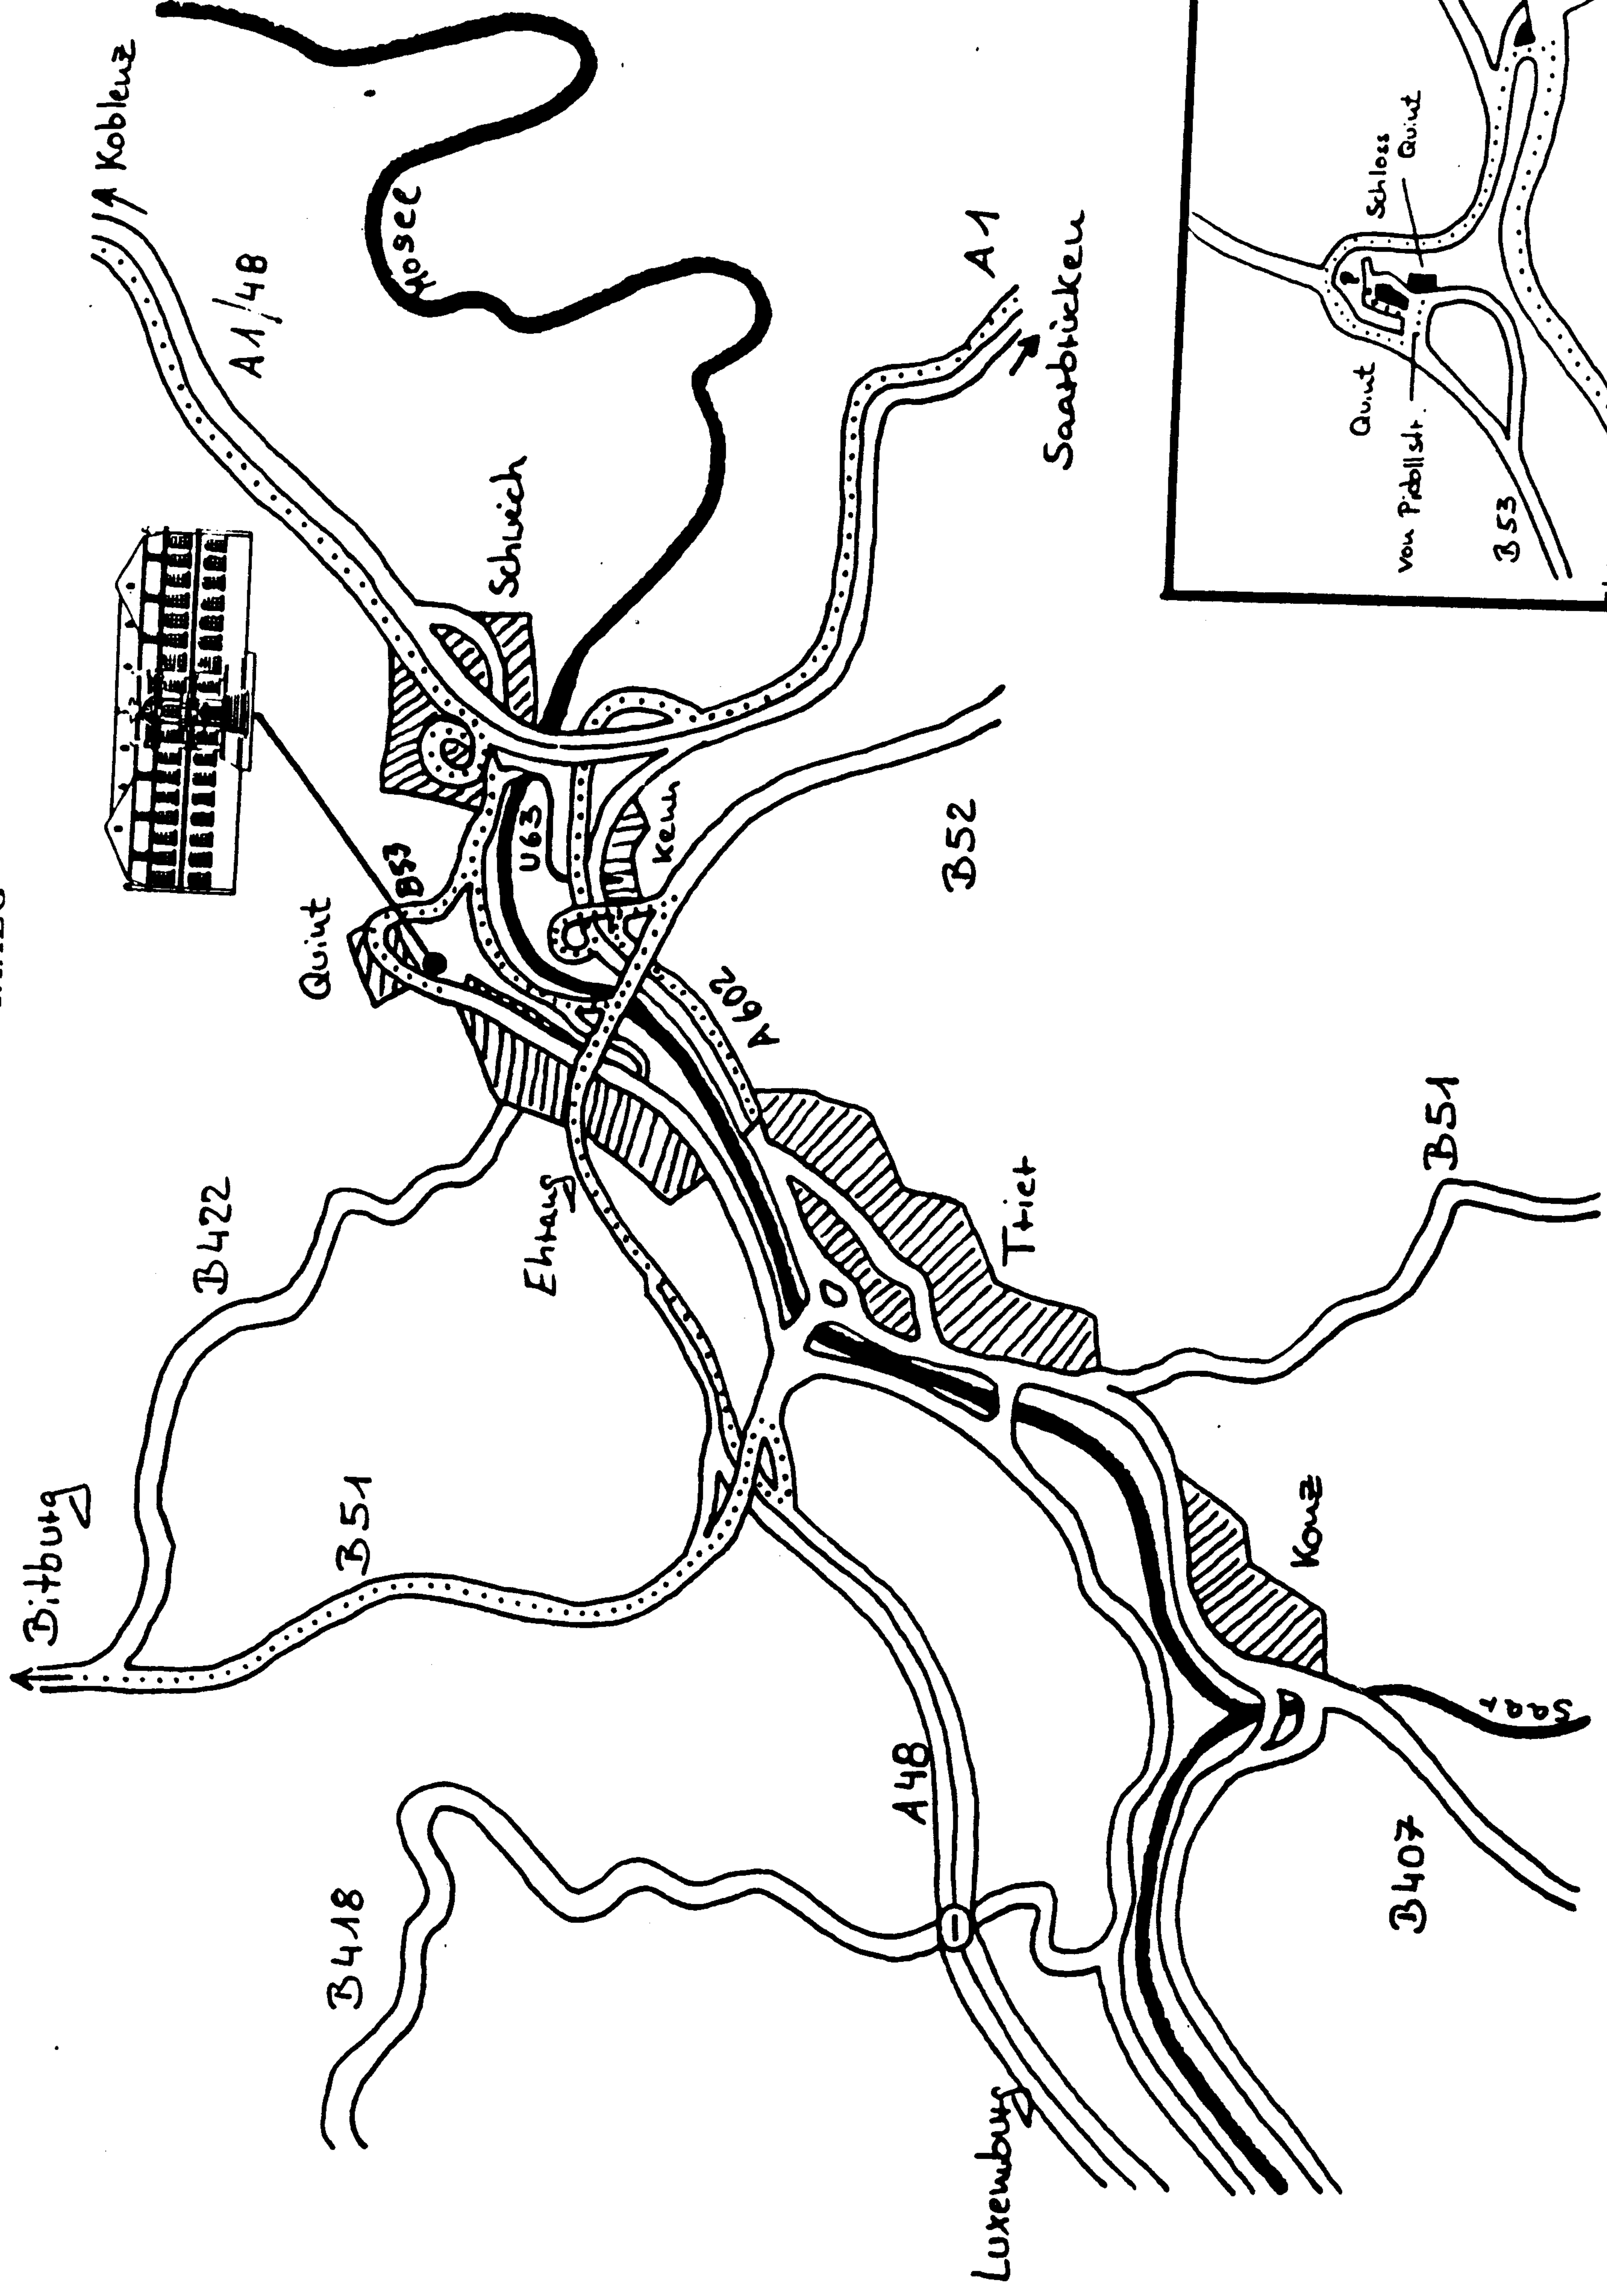 Koblenz
A1/48
Mosel
A1
Saarbrücken
Schweich
B53
Quint
U63
Kenn
B52
A602
B422
Ehrang
Trier
B51
Bitburg
B51
Konz
Saar
A48
B418
B407
Luxemburg
Schloss
Quint
Quint
von Pidollstr.
B53